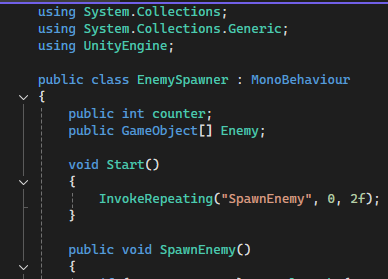 using System.Collections;
using System.Collections.Generic;
using UnityEngine;
public class EnemySpawner : MonoBehaviour
{
public int counter;
public GameObject[] Enemy;
void Start()
{
InvokeRepeating("SpawnEnemy", 0, 2f);
}
public void SpawnEnemy()
{